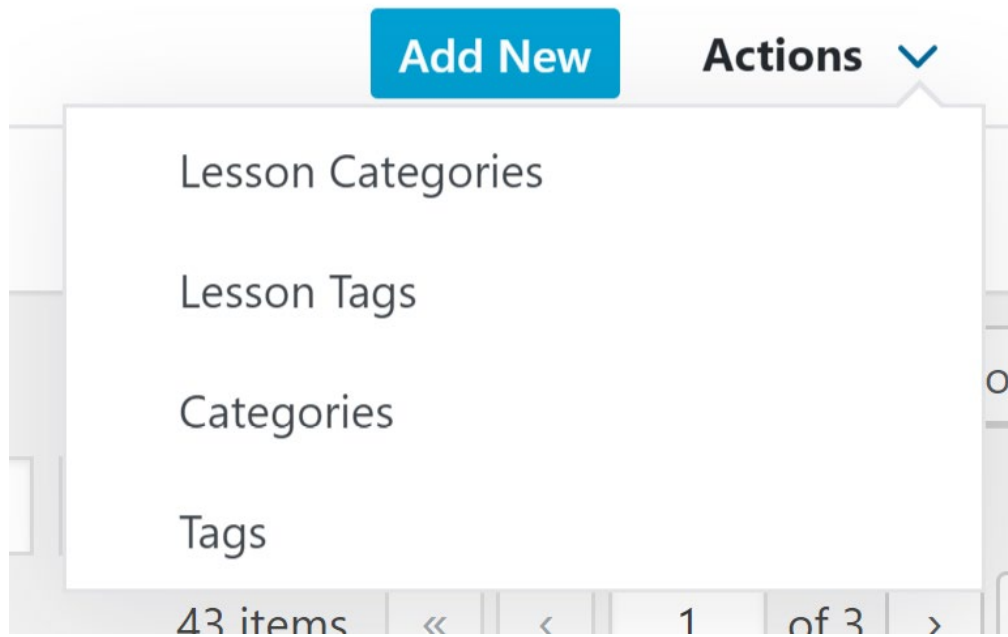 Add New Actions
Lesson Categories
Lesson Tags
Categories
Tags
43 items « ‹ 1 of 3 ›